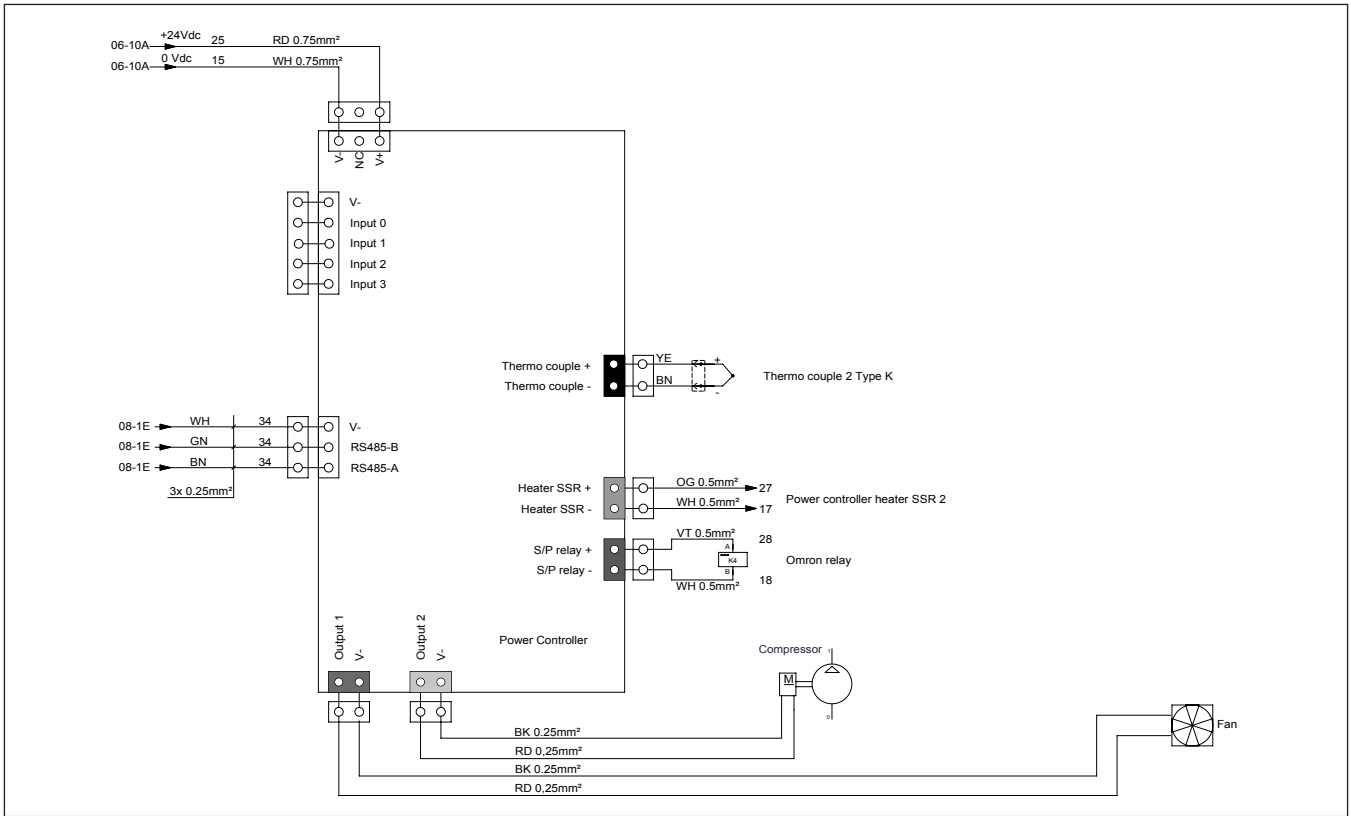 +24Vdc
06-10A 25 RD 0.75mm²
0 Vdc
06-10A 15 WH 0.75mm²
V-
NC
V+
V-
Input 0
Input 1
Input 2
Input 3
Thermo couple + YE +
Thermo couple - BN -
Thermo couple 2 Type K
08-1E WH 34 V-
08-1E GN 34 RS485-B
08-1E BN 34 RS485-A
3x 0.25mm²
Heater SSR + OG 0.5mm² 27
Heater SSR - WH 0.5mm² 17
Power controller heater SSR 2
S/P relay + VT 0.5mm² 28
A
K4
B
Omron relay
S/P relay - WH 0.5mm² 18
Output 1
V-
Output 2
V-
Power Controller
Compressor 1
M
0
Fan
BK 0.25mm²
RD 0,25mm²
BK 0.25mm²
RD 0,25mm²